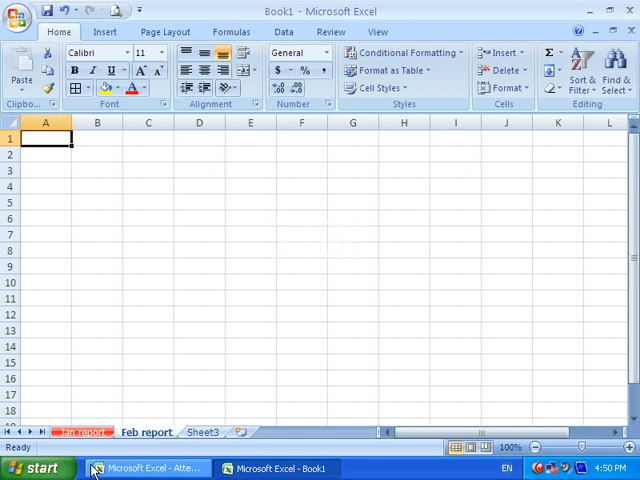 Book1 - Microsoft Excel
Home Insert Page Layout Formulas Data Review View
Calibri 11 General Conditional Formatting Insert Σ
Paste B I U A A $ % , Format as Table Delete Sort & Find &
A Cell Styles Format Filter Select
Clipbo... Font Alignment Number Styles Cells Editing
A B C D E F G H I J K L
1
2
3
4
5
6
7
8
9
10
11
12
13
14
15
16
17
18
Jan report Feb report Sheet3
Ready 100%
start Microsoft Excel - Atte... Microsoft Excel - Book1 EN 4:50 PM